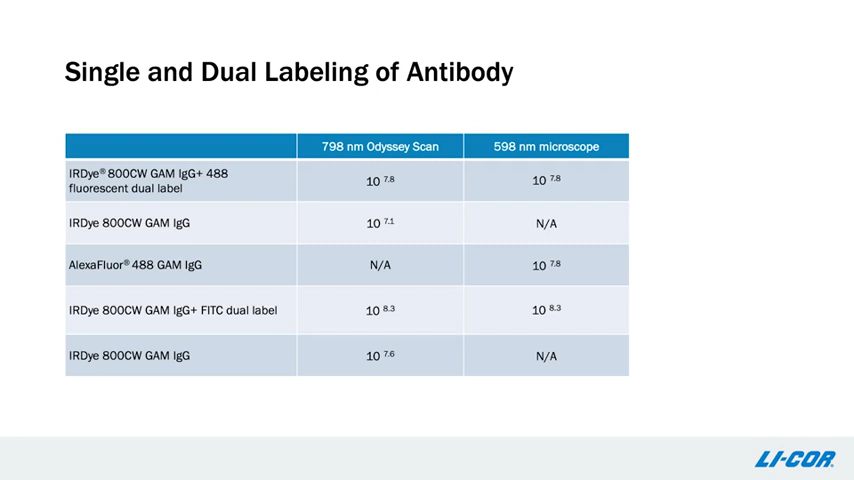 Single and Dual Labeling of Antibody
798 nm Odyssey Scan 598 nm microscope
IRDye® 800CW GAM IgG+ 488
fluorescent dual label 10 7.8 10 7.8
IRDye 800CW GAM IgG 10 7.1 N/A
AlexaFluor® 488 GAM IgG N/A 10 7.8
IRDye 800CW GAM IgG+ FITC dual label 10 8.3 10 8.3
IRDye 800CW GAM IgG 10 7.6 N/A
LI-COR®